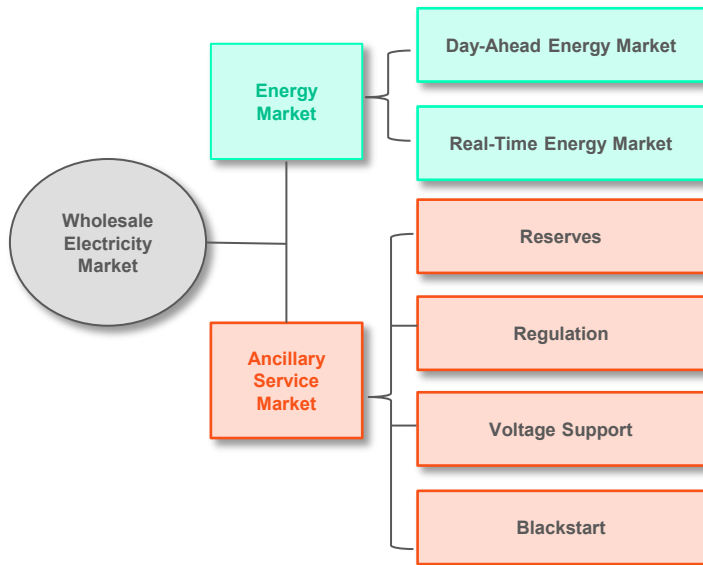 Wholesale
Electricity
Market
Energy
Market
Day-Ahead Energy Market
Real-Time Energy Market
Ancillary
Service
Market
Reserves
Regulation
Voltage Support
Blackstart